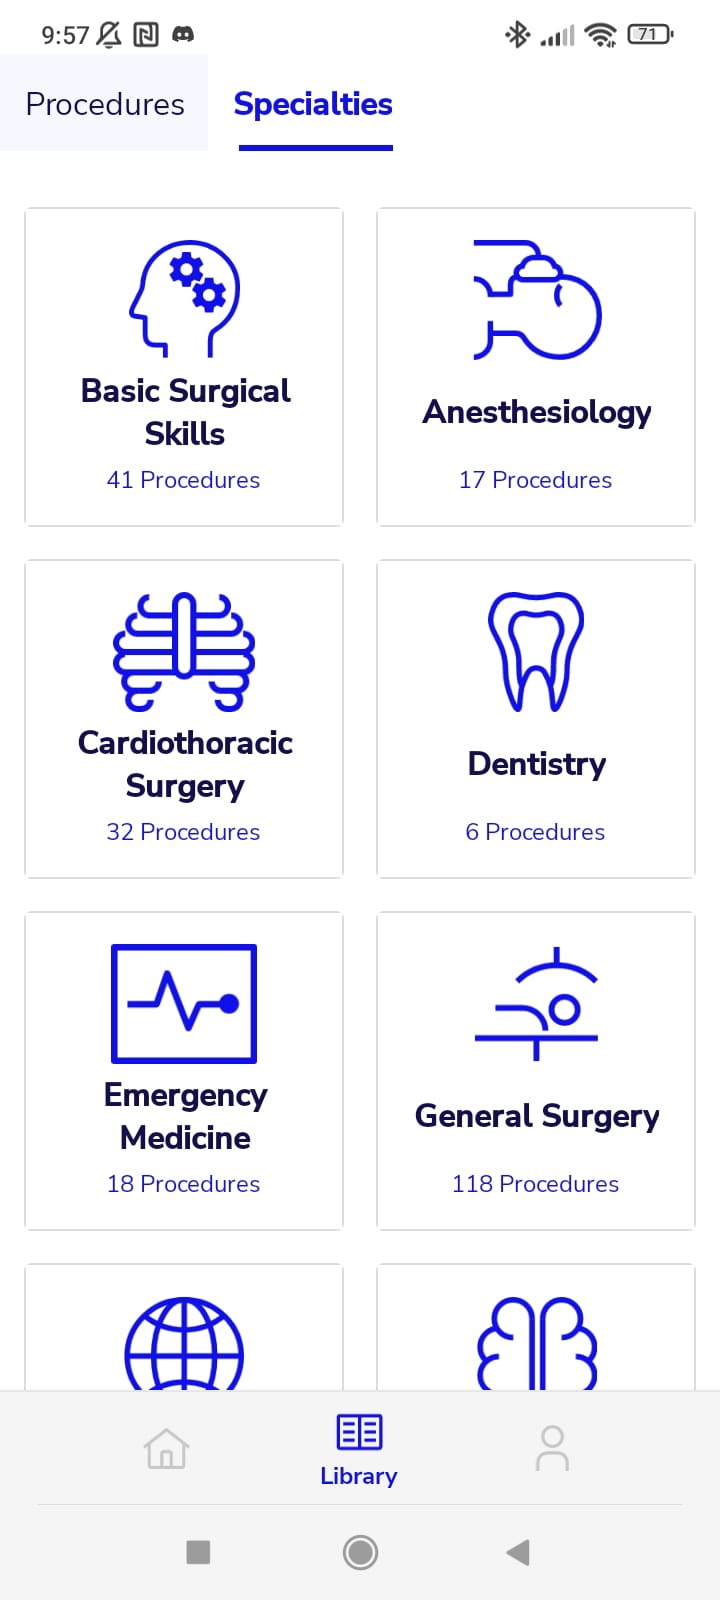 9:57
71
Procedures
Specialties
Basic Surgical
Skills
41 Procedures
Anesthesiology
17 Procedures
Cardiothoracic
Surgery
32 Procedures
Dentistry
6 Procedures
Emergency
Medicine
18 Procedures
General Surgery
118 Procedures
Library